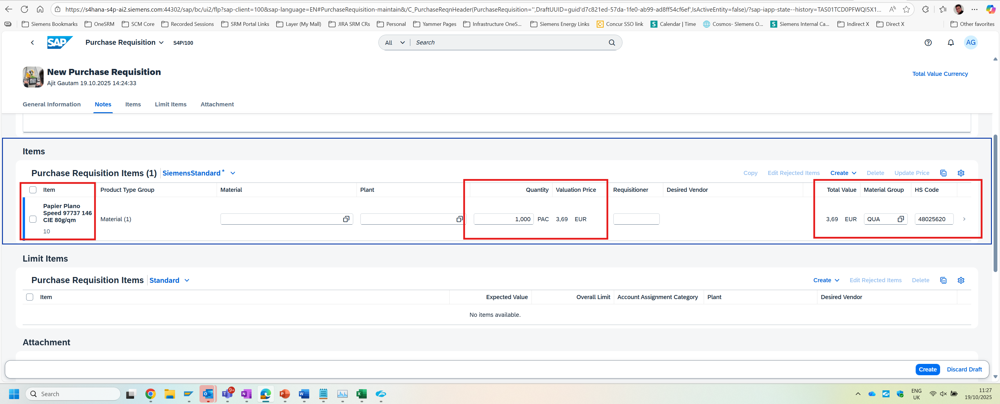 https://s4hana-s4p-ai2.siemens.com:44302/sap/bc/ui2/flp?sap-client=100&sap-language=EN#PurchaseRequisition-maintain&/C_PurchaseReqnHeader(PurchaseRequisition='',DraftUUID=guid'd7c821ed-57da-1fe0-ab99-ad8ff54cf6ef',IsActiveEntity=false)/?sap-iapp-state--history=TAS01TCD0PFWQI5X1...
Siemens Bookmarks OneSRM SCM Core Recorded Sessions SRM Portal Links Layer (My Mall) JIRA SRM CRs Personal Yammer Pages Infrastructure OneS... Siemens Energy Links Concur SSO link Calendar | Time Cosmos- SIemens O... Siemens Internal Ca... Indirect X Direct X Other favorites
SAP Purchase Requisition S4P/100 All Search AG
New Purchase Requisition
Total Value Currency
Ajit Gautam 19.10.2025 14:24:33
General Information Notes Items Limit Items Attachment
Items
Purchase Requisition Items (1) SiemensStandard * Copy Edit Rejected Items Create Delete Update Price
Item Product Type Group Material Plant Quantity Valuation Price Requisitioner Desired Vendor Total Value Material Group HS Code
Papier Plano
Speed 97737 146
CIE 80g/qm
Material (1) 1,000 PAC 3,69 EUR 3,69 EUR QUA 48025620
10
Limit Items
Purchase Requisition Items Standard Create Edit Rejected Items Delete
Item Expected Value Overall Limit Account Assignment Category Plant Desired Vendor
No items available.
Attachment
Create Discard Draft
Search 9+ ENG
UK
11:27
19/10/2025